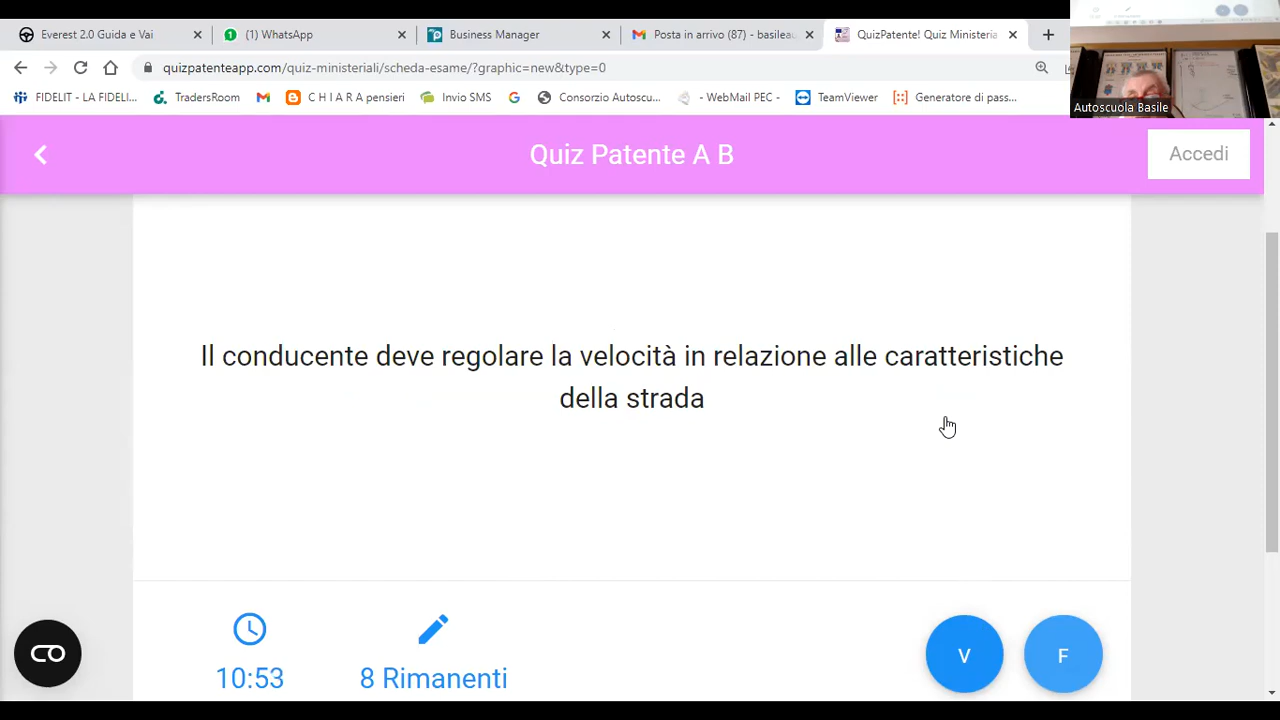 Everest 2.0 Guida e Vai
(1) WhatsApp
Business Manager
Posta in arrivo (87) - basileau
QuizPatente! Quiz Ministeria
quizpatenteapp.com/quiz-ministeriali/scheda-esame/?graphic=new&type=0
FIDELIT - LA FIDELI...
TradersRoom
C H I A R A pensieri
Invio SMS
Consorzio Autoscu...
- WebMail PEC -
TeamViewer
Generatore di pass...
Autoscuola Basile
Quiz Patente A B
Accedi
Il conducente deve regolare la velocità in relazione alle caratteristiche
della strada
10:53
8 Rimanenti
V
F